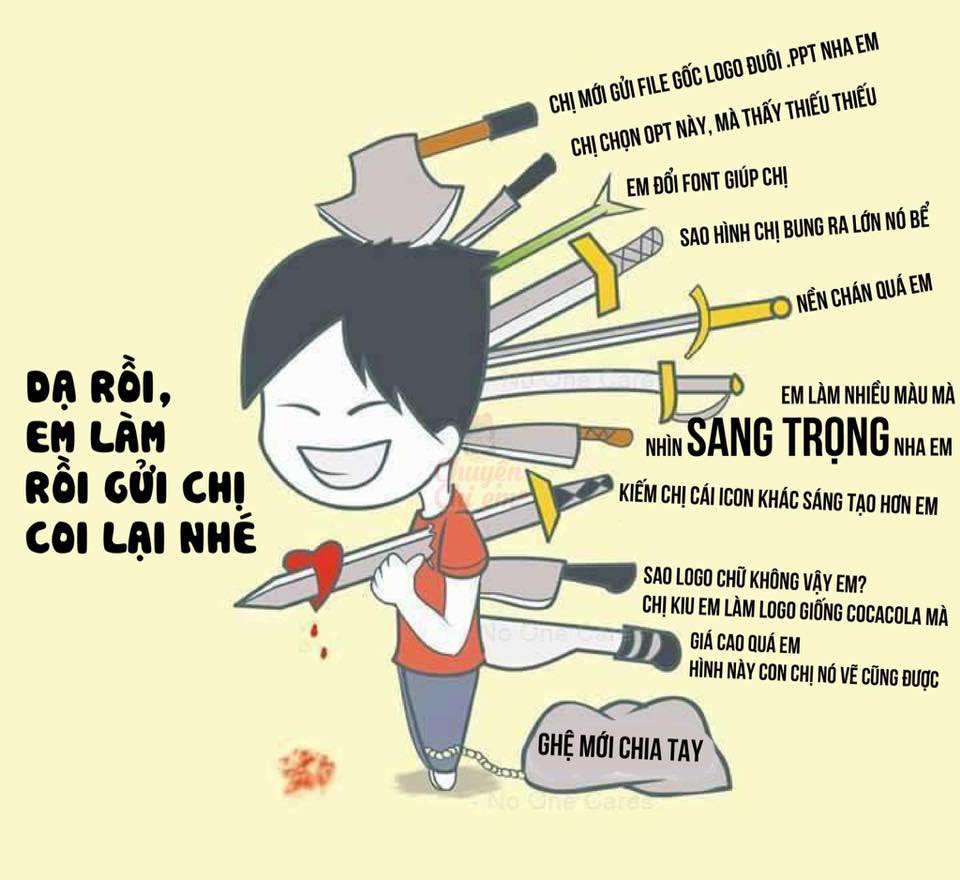 CHỊ MỚI GỬI FILE GỐC LOGO ĐUÔI .PPT NHA EM
CHỊ CHỌN OPT NÀY, MÀ THẤY THIẾU THIẾU
EM ĐỔI FONT GIÚP CHỊ
SAO HÌNH CHỊ BUNG RA LỚN NÓ BỂ
NỀN CHÁN QUÁ EM
EM LÀM NHIỀU MÀU MÀ
NHÌN SANG TRỌNG NHA EM
KIẾM CHỊ CÁI ICON KHÁC SÁNG TẠO HƠN EM
SAO LOGO CHỮ KHÔNG VẬY EM?
CHỊ KIU EM LÀM LOGO GIỐNG COCACOLA MÀ
GIÁ CAO QUÁ EM
HÌNH NÀY CON CHỊ NÓ VẼ CŨNG ĐƯỢC
DẠ RỒI,
EM LÀM
RỒI GỬI CHỊ
COI LẠI NHÉ
GHỆ MỚI CHIA TAY
No One Cares
Chuyện
No One Cares
- No One Cares